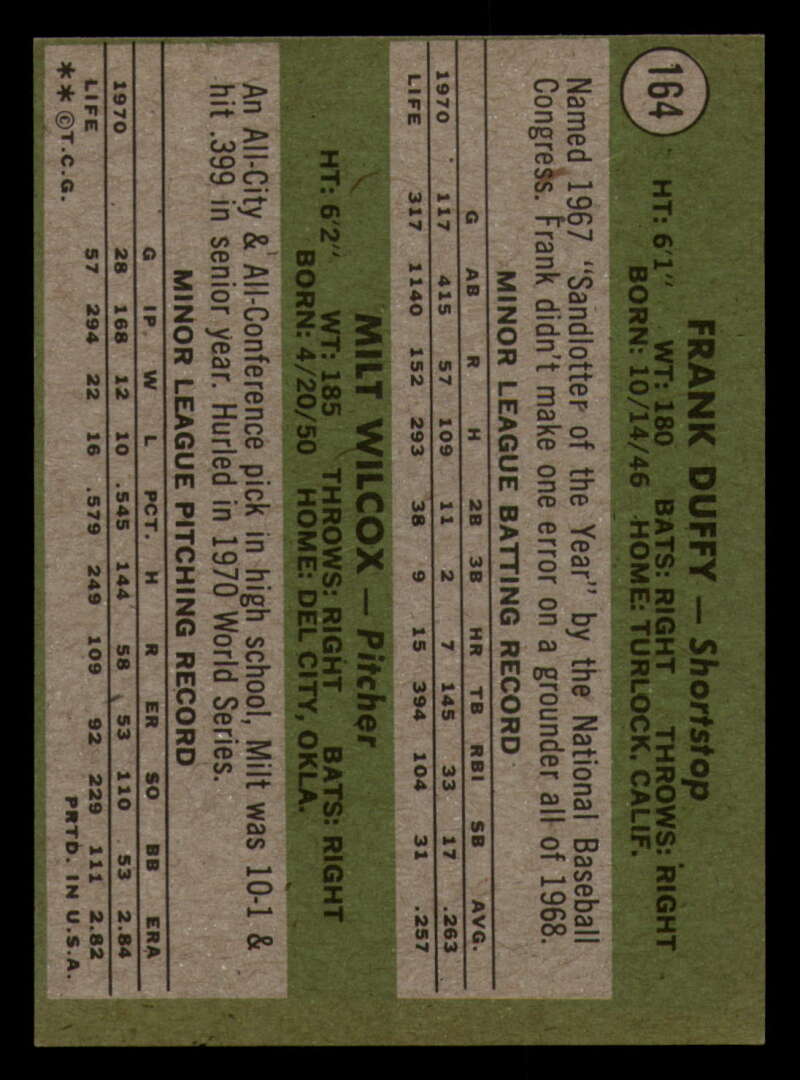 164
FRANK DUFFY — Shortstop
HT: 6'1" WT: 180 BATS: RIGHT THROWS: RIGHT
BORN: 10/14/46 HOME: TURLOCK, CALIF.
Named 1967 "Sandlotter of the Year" by the National Baseball
Congress. Frank didn't make one error on a grounder all of 1968.
MINOR LEAGUE BATTING RECORD
G AB R H 2B 3B HR TB RBI SB AVG.
1970 117 415 57 109 11 2 7 145 33 17 .263
LIFE 317 1140 152 293 38 9 15 394 104 31 .257
MILT WILCOX — Pitcher
HT: 6'2" WT: 185 THROWS: RIGHT BATS: RIGHT
BORN: 4/20/50 HOME: DEL CITY, OKLA.
An All-City & All-Conference pick in high school, Milt was 10-1 &
hit .399 in senior year. Hurled in 1970 World Series.
MINOR LEAGUE PITCHING RECORD
G IP. W L PCT. H R ER SO BB ERA
1970 28 168 12 10 .545 144 58 53 110 53 2.84
LIFE 57 294 22 16 .579 249 109 92 229 111 2.82
**©T.C.G. PRTD. IN U.S.A.